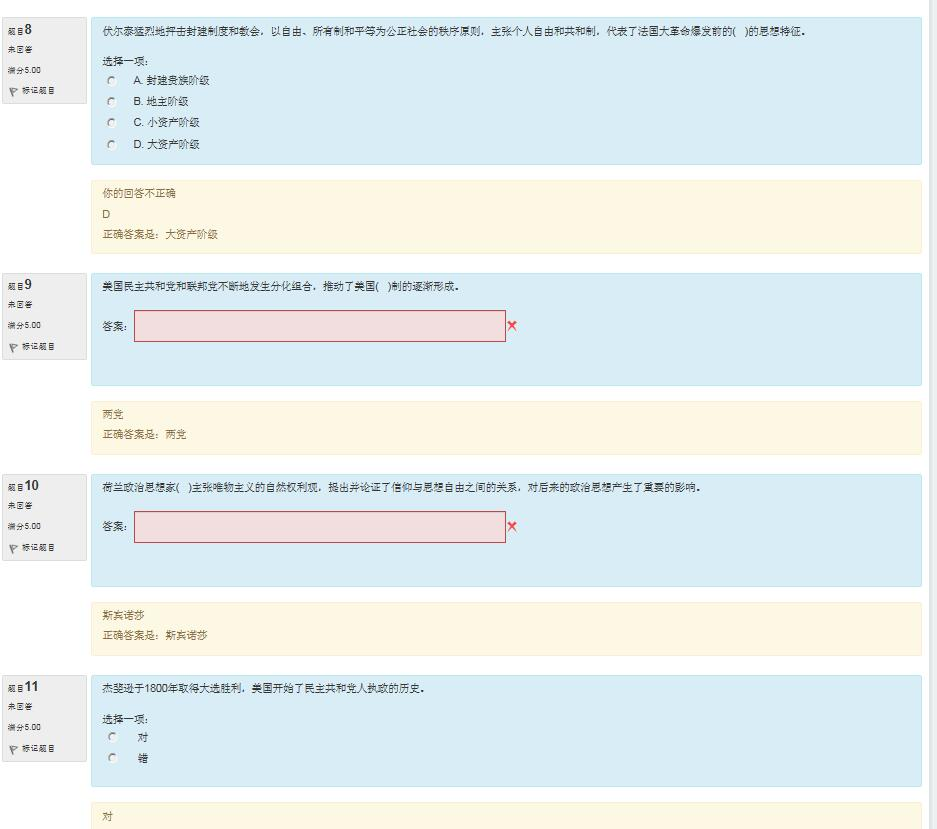 题目8
未回答
满分5.00
标记题目
伏尔泰猛烈地抨击封建制度和教会，以自由、所有制和平等为公正社会的秩序原则，主张个人自由和共和制，代表了法国大革命爆发前的( )的思想特征。
选择一项：
A. 封建贵族阶级
B. 地主阶级
C. 小资产阶级
D. 大资产阶级
你的回答不正确
D
正确答案是：大资产阶级
题目9
未回答
满分5.00
标记题目
美国民主共和党和联邦党不断地发生分化组合，推动了美国( )制的逐渐形成。
答案：
两党
正确答案是：两党
题目10
未回答
满分5.00
标记题目
荷兰政治思想家( )主张唯物主义的自然权利观，提出并论证了信仰与思想自由之间的关系，对后来的政治思想产生了重要的影响。
答案：
斯宾诺莎
正确答案是：斯宾诺莎
题目11
未回答
满分5.00
标记题目
杰斐逊于1800年取得大选胜利，美国开始了民主共和党人执政的历史。
选择一项：
对
错
对